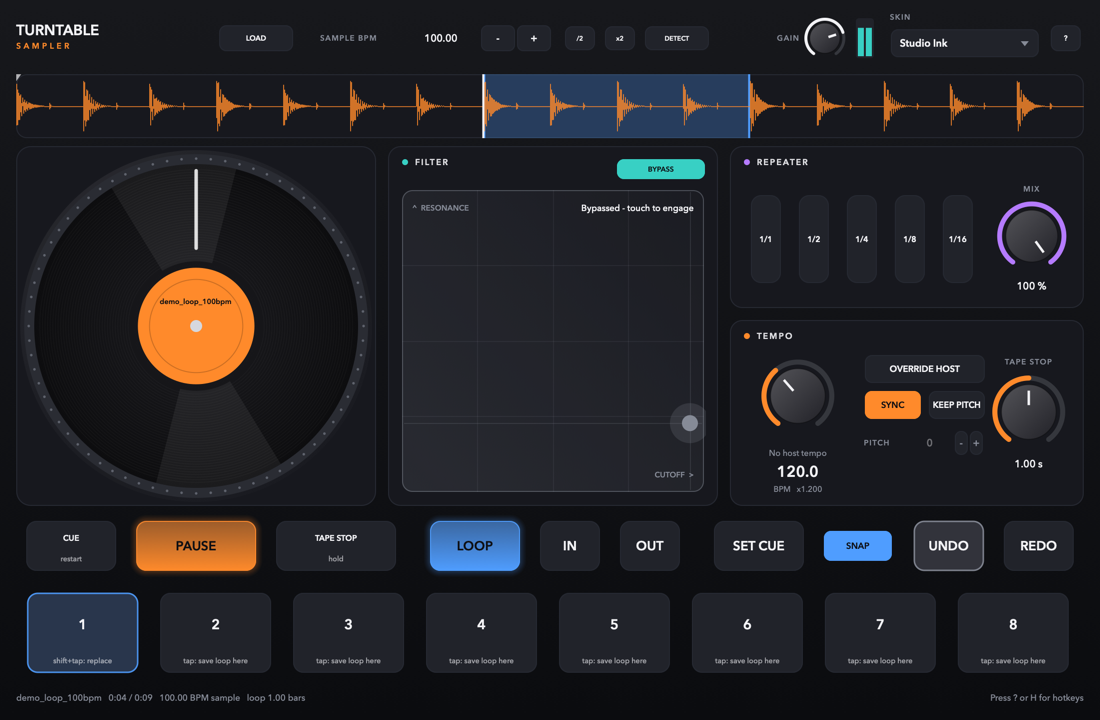 TURNTABLE
SAMPLER
LOAD
SAMPLE BPM
100.00
-
+
/2
x2
DETECT
GAIN
SKIN
Studio Ink
?
demo_loop_100bpm
FILTER
BYPASS
^ RESONANCE
Bypassed - touch to engage
CUTOFF >
REPEATER
1/1
1/2
1/4
1/8
1/16
MIX
100 %
TEMPO
No host tempo
120.0
BPM x1.200
OVERRIDE HOST
SYNC
KEEP PITCH
PITCH
0
-
+
TAPE STOP
1.00 s
CUE
restart
PAUSE
TAPE STOP
hold
LOOP
IN
OUT
SET CUE
SNAP
UNDO
REDO
1
shift+tap: replace
2
tap: save loop here
3
tap: save loop here
4
tap: save loop here
5
tap: save loop here
6
tap: save loop here
7
tap: save loop here
8
tap: save loop here
demo_loop_100bpm 0:04 / 0:09 100.00 BPM sample loop 1.00 bars
Press ? or H for hotkeys